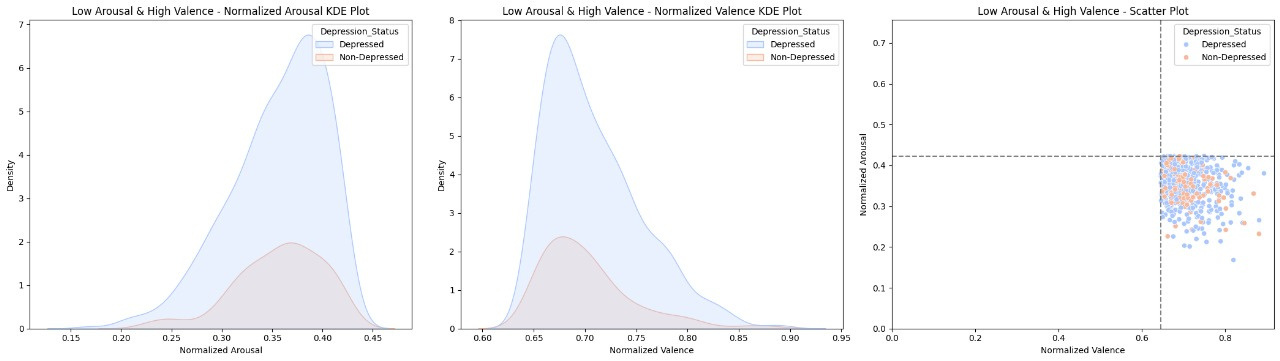 Low Arousal & High Valence - Normalized Arousal KDE Plot
Depression_Status
Depressed
Non-Depressed
7
6
5
4
3
2
1
0
Density
0.15 0.20 0.25 0.30 0.35 0.40 0.45
Normalized Arousal
Low Arousal & High Valence - Normalized Valence KDE Plot
Depression_Status
Depressed
Non-Depressed
8
7
6
5
4
3
2
1
0
Density
0.60 0.65 0.70 0.75 0.80 0.85 0.90 0.95
Normalized Valence
Low Arousal & High Valence - Scatter Plot
Depression_Status
Depressed
Non-Depressed
0.7
0.6
0.5
0.4
0.3
0.2
0.1
0.0
Normalized Arousal
0.0 0.2 0.4 0.6 0.8
Normalized Valence